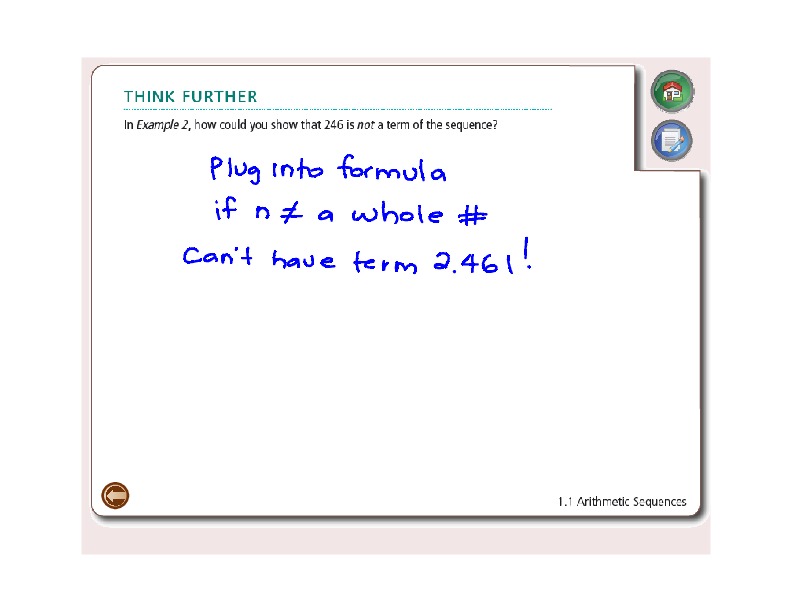 THINK FURTHER
In Example 2, how could you show that 246 is not a term of the sequence?
Plug into formula
if n ≠ a whole #
Can't have term 2.461!
1.1 Arithmetic Sequences